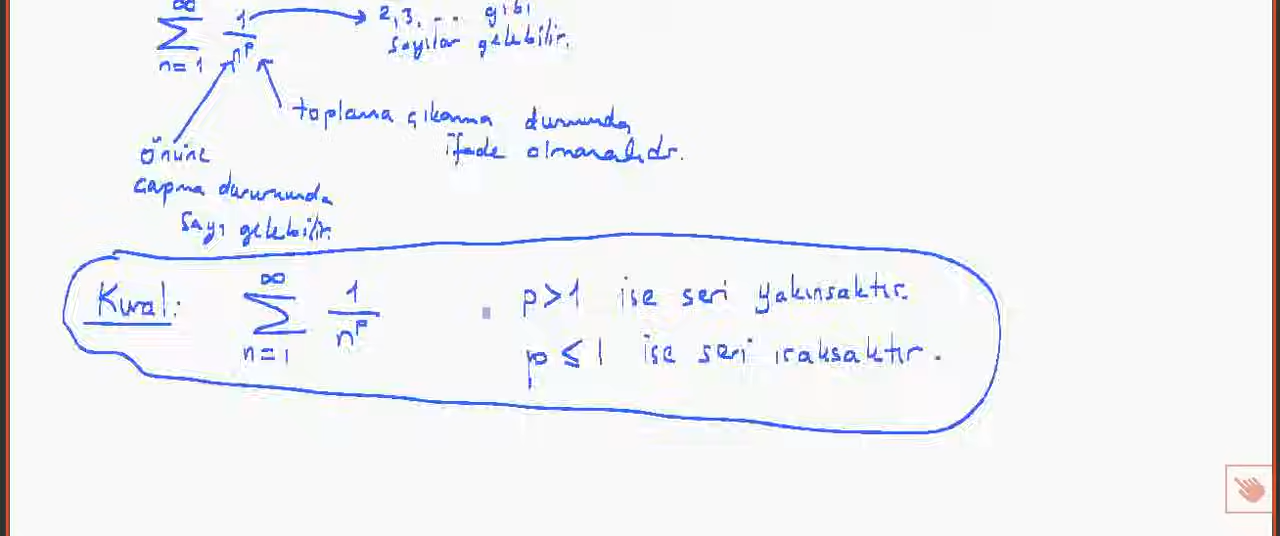 ∞
∑ 1/n^p
n=1
2, 3, ... gibi
sayılar gelebilir.
toplama çıkarma durumunda
ifade olmamalıdır.
önüne
çarpma durumunda
sayı gelebilir.
Kural: ∞ ∑ n=1 1/n^p
p>1 ise seri yakınsaktır.
p ≤ 1 ise seri ıraksaktır.